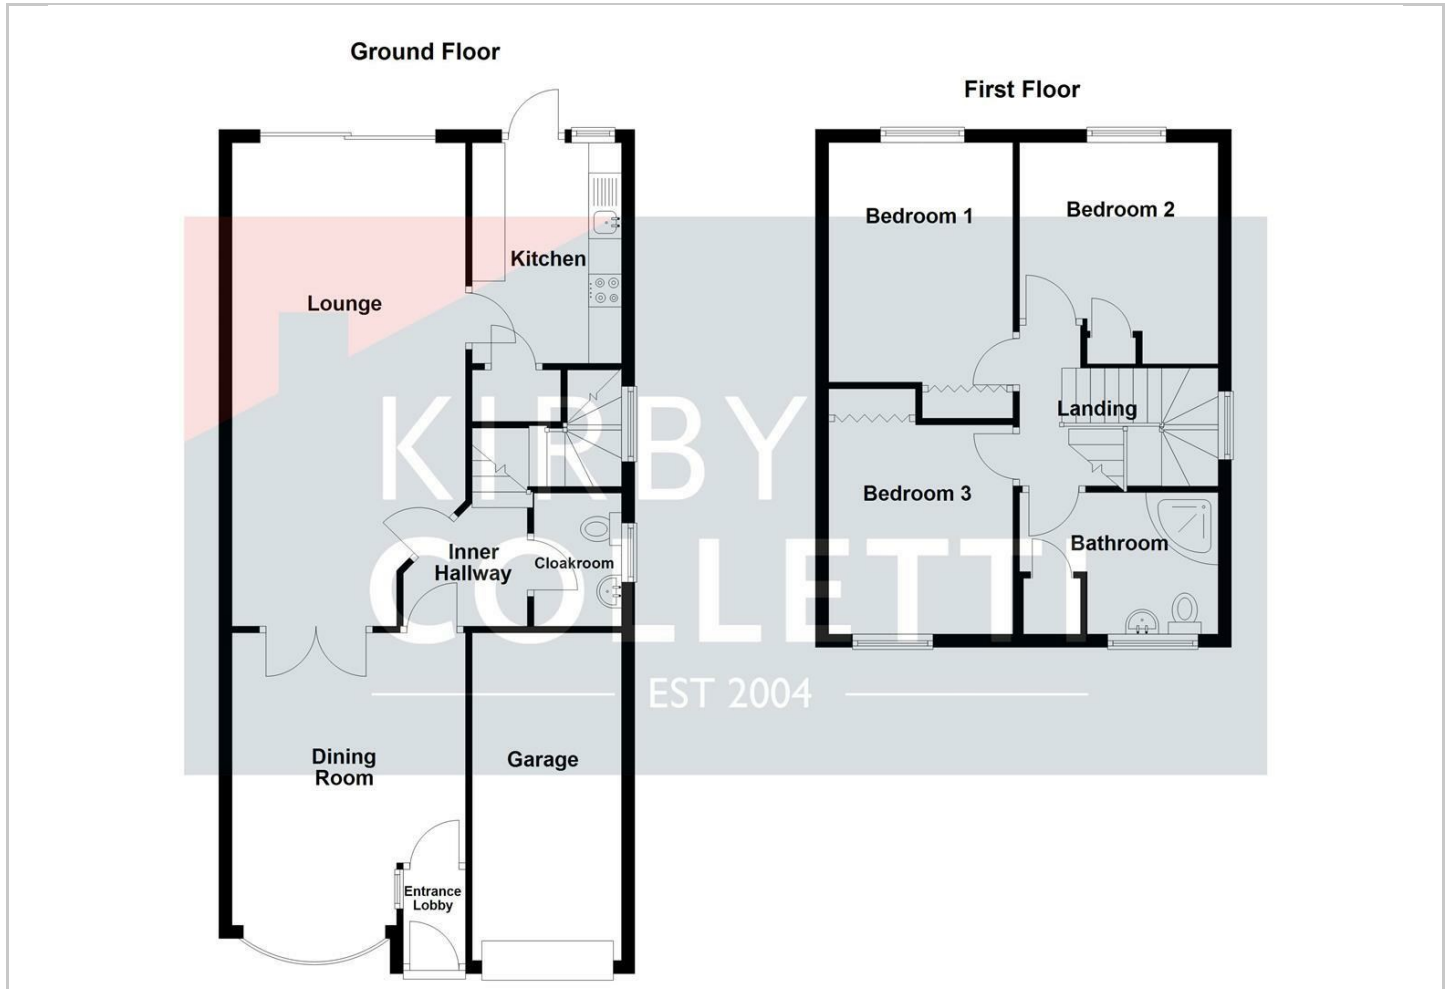 Ground Floor
First Floor
Lounge
Kitchen
Inner
Hallway
Cloakroom
Dining
Room
Garage
Entrance
Lobby
Bedroom 1
Bedroom 2
Landing
Bedroom 3
Bathroom
KIRBY
COLLETTI
EST 2004